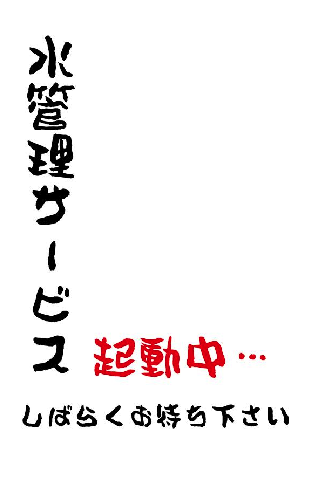 水管理サービス
起動中…
しばらくお待ち下さい